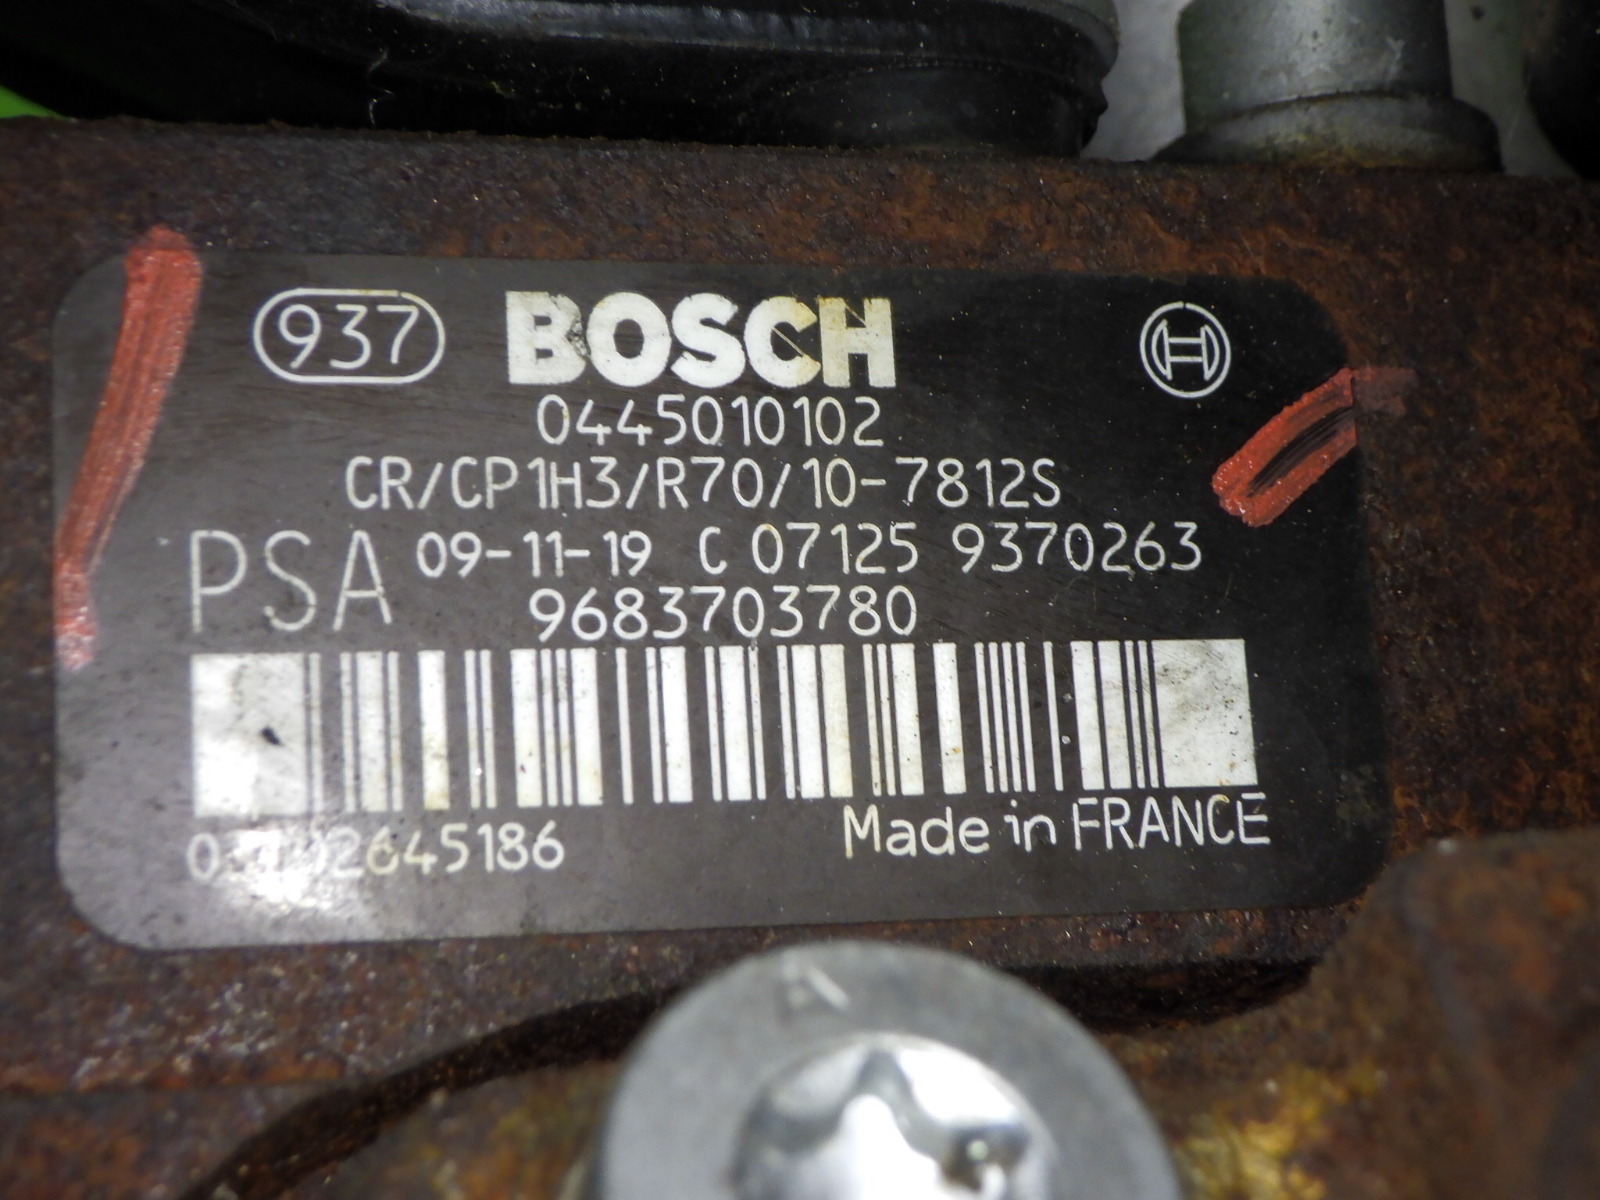 937 BOSCH
0445010102
CR/CP1H3/R70/10-7812S
PSA 09-11-19 C 07125 9370263
9683703780
Made in FRANCE